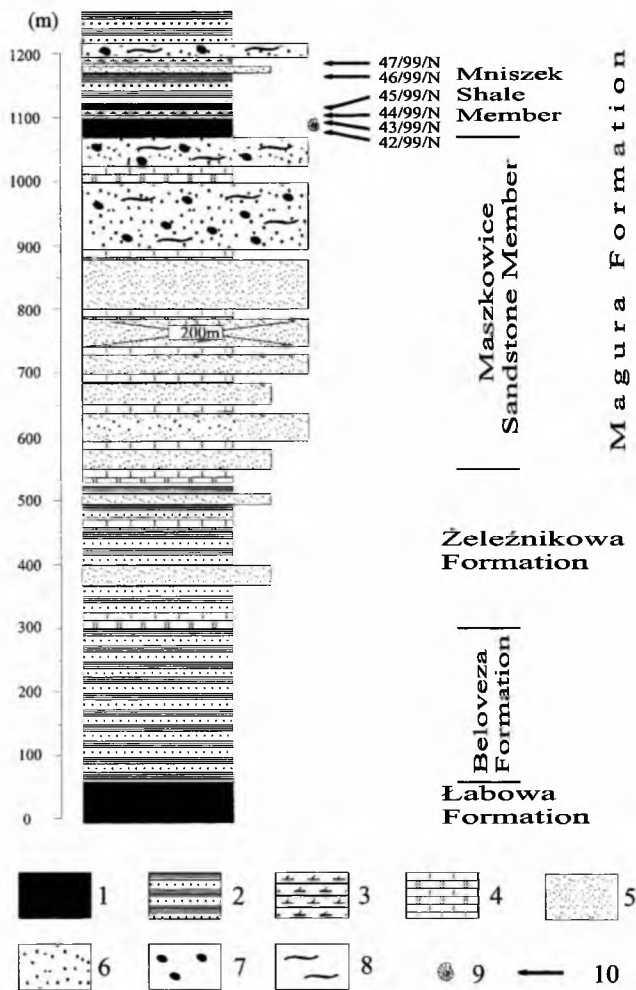 (m)
1200
1100
1000
900
800
700
600
500
400
300
200
100
0
200m
47/99/N
46/99/N
45/99/N
44/99/N
43/99/N
42/99/N
Mniszek
Shale
Member
Maszkowice
Sandstone Member
Magura Formation
Żeleźnikowa
Formation
Beloveza
Formation
Łabowa
Formation
1
2
3
4
5
6
7
8
9
10